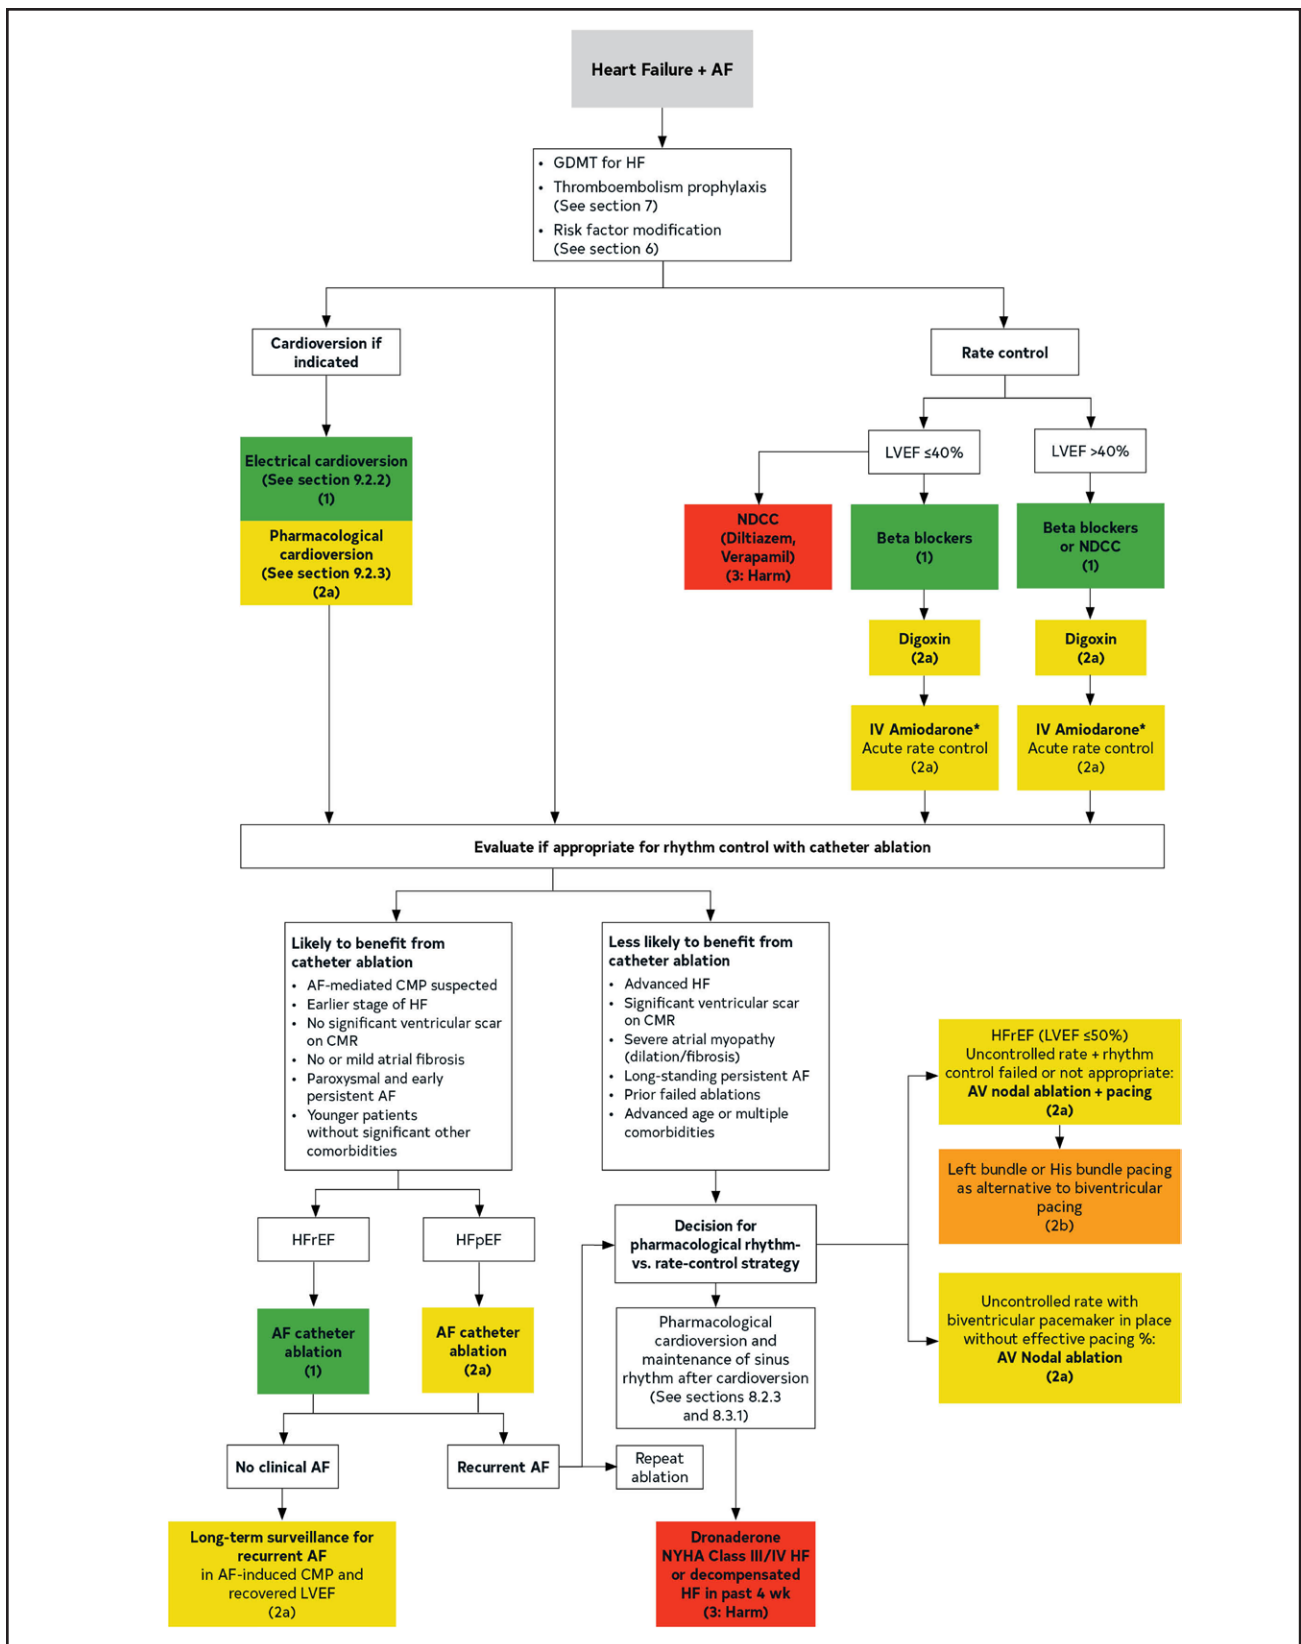 Heart Failure + AF
• GDMT for HF
• Thromboembolism prophylaxis
(See section 7)
• Risk factor modification
(See section 6)
Cardioversion if
indicated
Rate control
Electrical cardioversion
(See section 9.2.2)
(1)
Pharmacological
cardioversion
(See section 9.2.3)
(2a)
LVEF ≤40%
LVEF >40%
NDCC
(Diltiazem,
Verapamil)
(3: Harm)
Beta blockers
(1)
Beta blockers
or NDCC
(1)
Digoxin
(2a)
Digoxin
(2a)
IV Amiodarone*
Acute rate control
(2a)
IV Amiodarone*
Acute rate control
(2a)
Evaluate if appropriate for rhythm control with catheter ablation
Likely to benefit from
catheter ablation
• AF-mediated CMP suspected
• Earlier stage of HF
• No significant ventricular scar
on CMR
• No or mild atrial fibrosis
• Paroxysmal and early
persistent AF
• Younger patients
without significant other
comorbidities
Less likely to benefit from
catheter ablation
• Advanced HF
• Significant ventricular scar
on CMR
• Severe atrial myopathy
(dilation/fibrosis)
• Long-standing persistent AF
• Prior failed ablations
• Advanced age or multiple
comorbidities
HFrEF (LVEF ≤50%)
Uncontrolled rate + rhythm
control failed or not appropriate:
AV nodal ablation + pacing
(2a)
Left bundle or His bundle pacing
as alternative to biventricular
pacing
(2b)
HFrEF
HFpEF
Decision for
pharmacological rhythm-
vs. rate-control strategy
Uncontrolled rate with
biventricular pacemaker in place
without effective pacing %:
AV Nodal ablation
(2a)
AF catheter
ablation
(1)
AF catheter
ablation
(2a)
Pharmacological
cardioversion and
maintenance of sinus
rhythm after cardioversion
(See sections 8.2.3
and 8.3.1)
No clinical AF
Recurrent AF
Repeat
ablation
Long-term surveillance for
recurrent AF
in AF-induced CMP and
recovered LVEF
(2a)
Dronaderone
NYHA Class III/IV HF
or decompensated
HF in past 4 wk
(3: Harm)